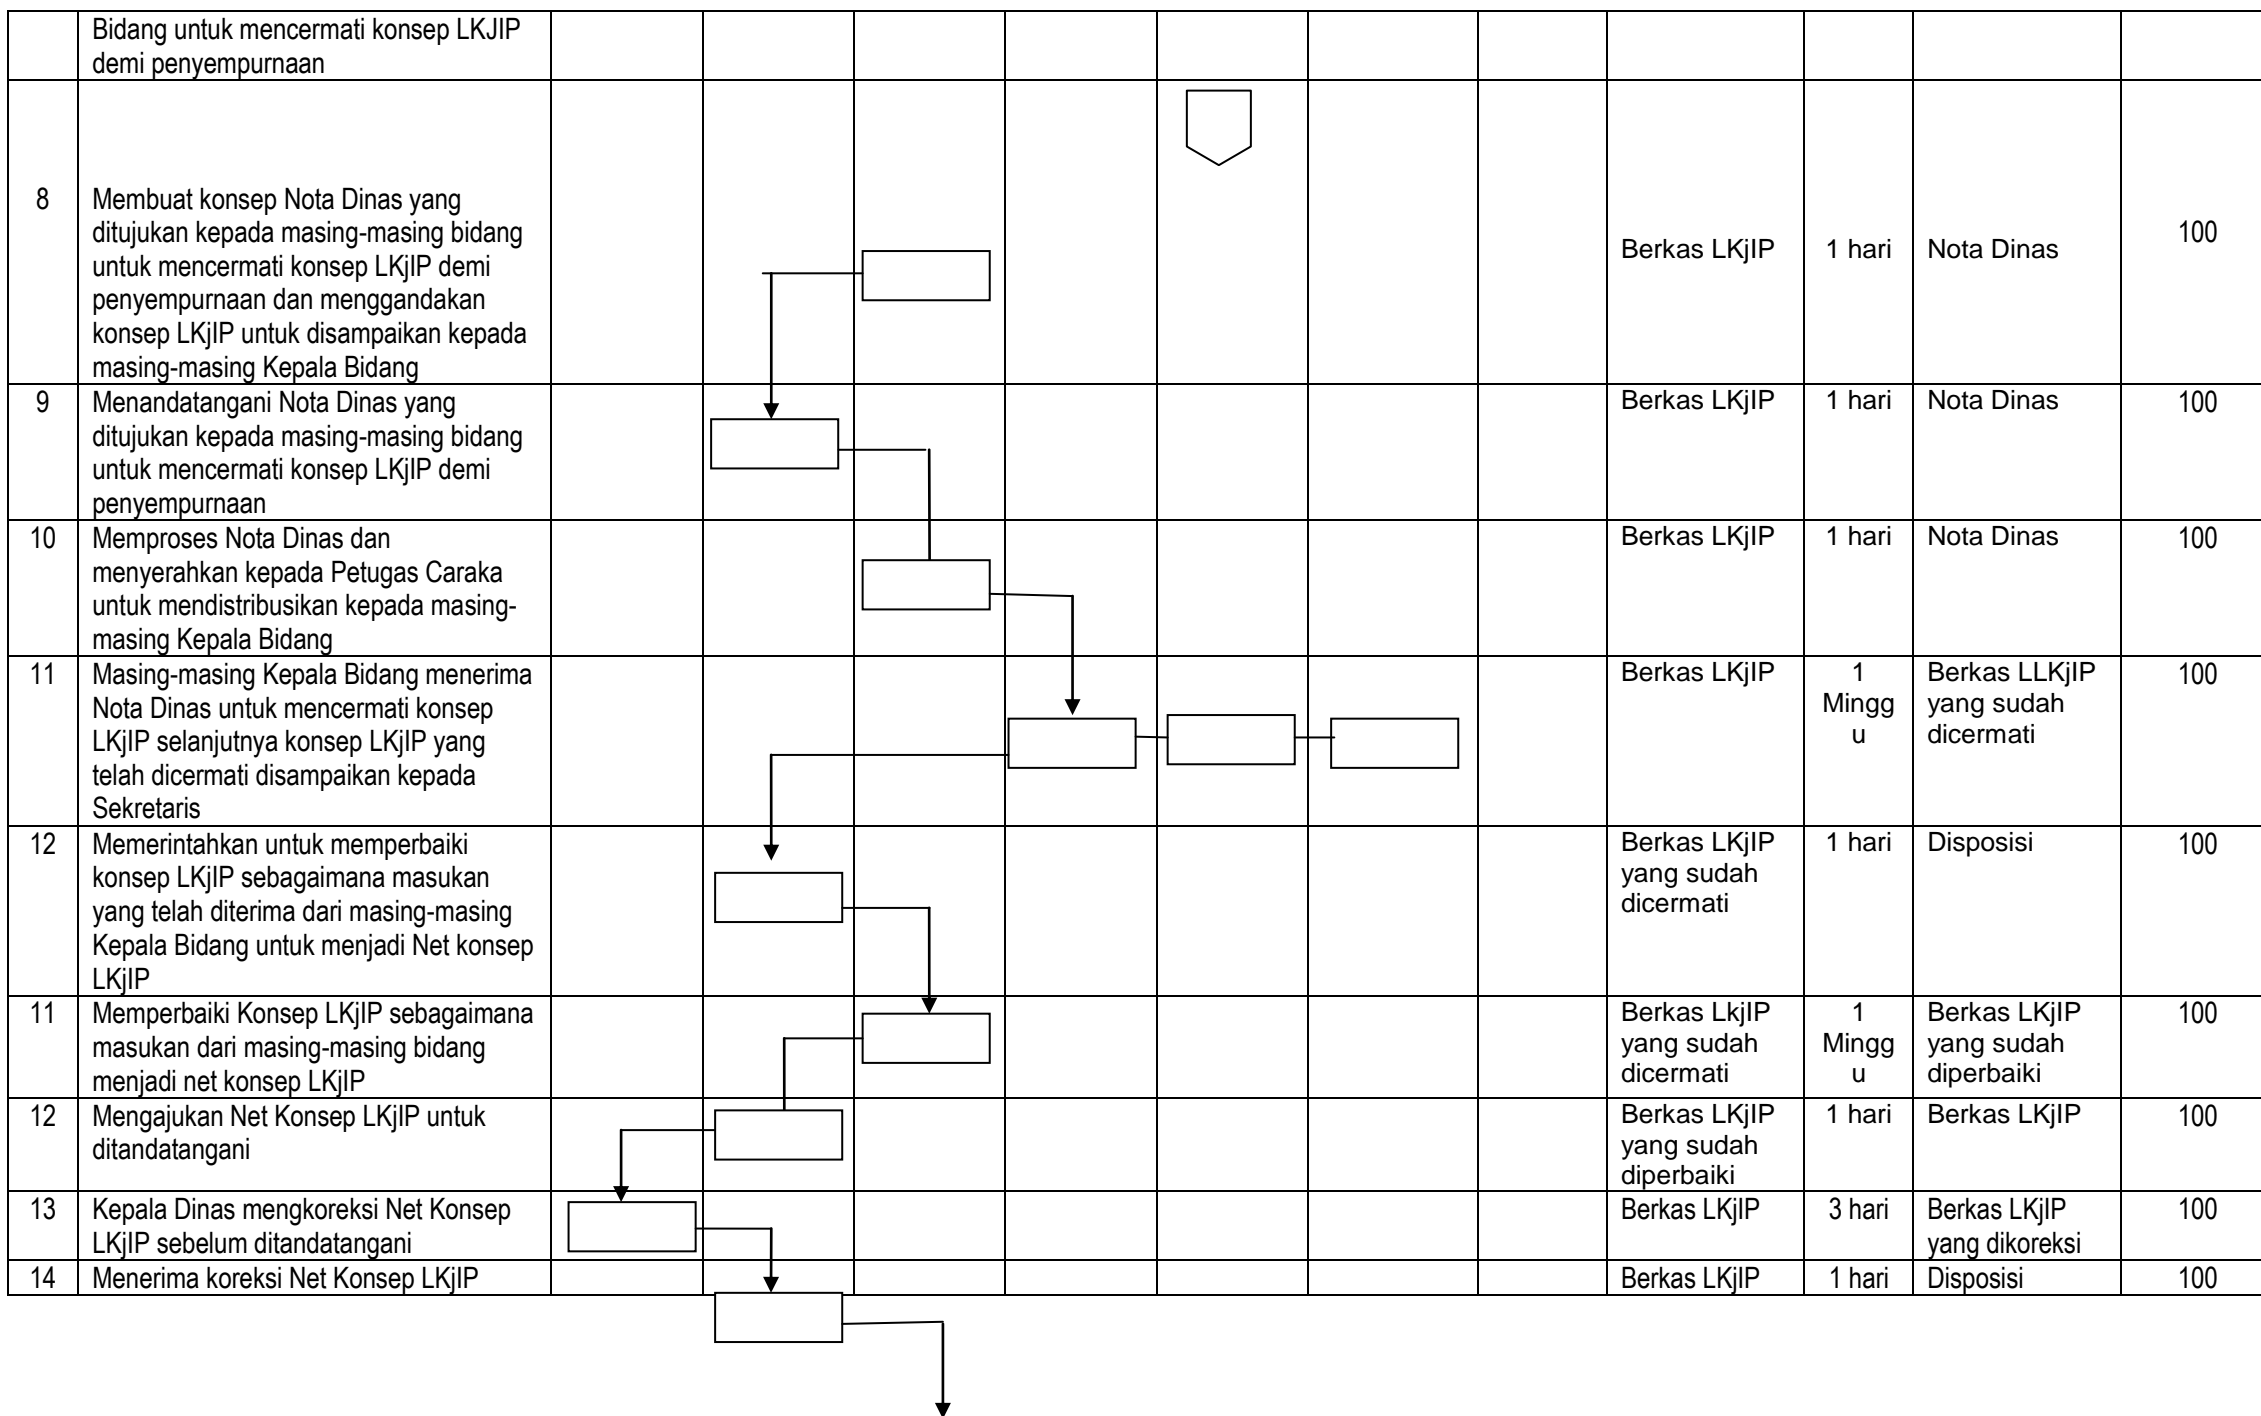 Bidang untuk mencermati konsep LKJIP
demi penyempurnaan
8
Membuat konsep Nota Dinas yang
ditujukan kepada masing-masing bidang
untuk mencermati konsep LKjIP demi
penyempurnaan dan menggandakan
konsep LKjIP untuk disampaikan kepada
masing-masing Kepala Bidang
Berkas LKjIP
1 hari
Nota Dinas
100
9
Menandatangani Nota Dinas yang
ditujukan kepada masing-masing bidang
untuk mencermati konsep LKjIP demi
penyempurnaan
Berkas LKjIP
1 hari
Nota Dinas
100
10
Memproses Nota Dinas dan
menyerahkan kepada Petugas Caraka
untuk mendistribusikan kepada masing-
masing Kepala Bidang
Berkas LKjIP
1 hari
Nota Dinas
100
11
Masing-masing Kepala Bidang menerima
Nota Dinas untuk mencermati konsep
LKjIP selanjutnya konsep LKjIP yang
telah dicermati disampaikan kepada
Sekretaris
Berkas LKjIP
1
Mingg
u
Berkas LLKjIP
yang sudah
dicermati
100
12
Memerintahkan untuk memperbaiki
konsep LKjIP sebagaimana masukan
yang telah diterima dari masing-masing
Kepala Bidang untuk menjadi Net konsep
LKjIP
Berkas LKjIP
yang sudah
dicermati
1 hari
Disposisi
100
11
Memperbaiki Konsep LKjIP sebagaimana
masukan dari masing-masing bidang
menjadi net konsep LKjIP
Berkas LkjIP
yang sudah
dicermati
1
Mingg
u
Berkas LKjIP
yang sudah
diperbaiki
100
12
Mengajukan Net Konsep LKjIP untuk
ditandatangani
Berkas LKjIP
yang sudah
diperbaiki
1 hari
Berkas LKjIP
100
13
Kepala Dinas mengkoreksi Net Konsep
LKjIP sebelum ditandatangani
Berkas LKjIP
3 hari
Berkas LKjIP
yang dikoreksi
100
14
Menerima koreksi Net Konsep LKjIP
Berkas LKjIP
1 hari
Disposisi
100